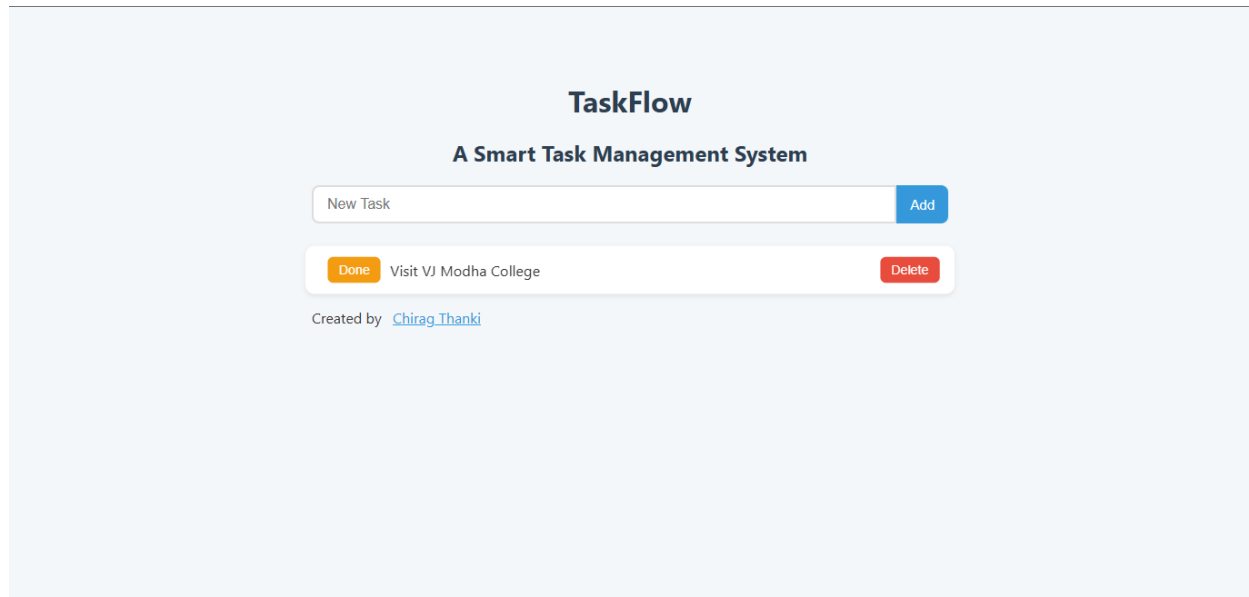 TaskFlow
A Smart Task Management System
New Task Add
Done Visit VJ Modha College Delete
Created by Chirag Thanki